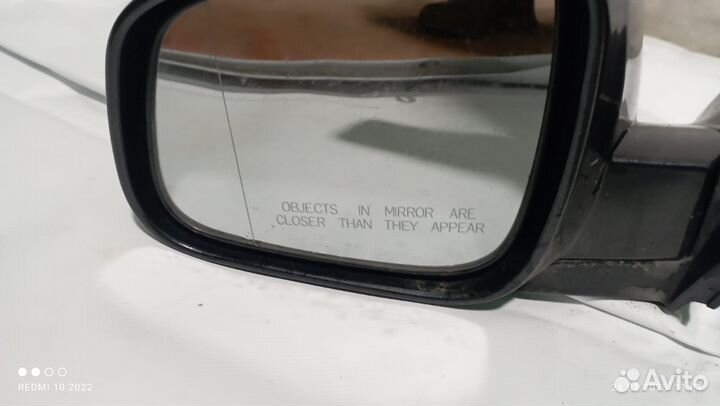 OBJECTS IN MIRROR ARE
CLOSER THAN THEY APPEAR
REDMI 10 2022
Avito